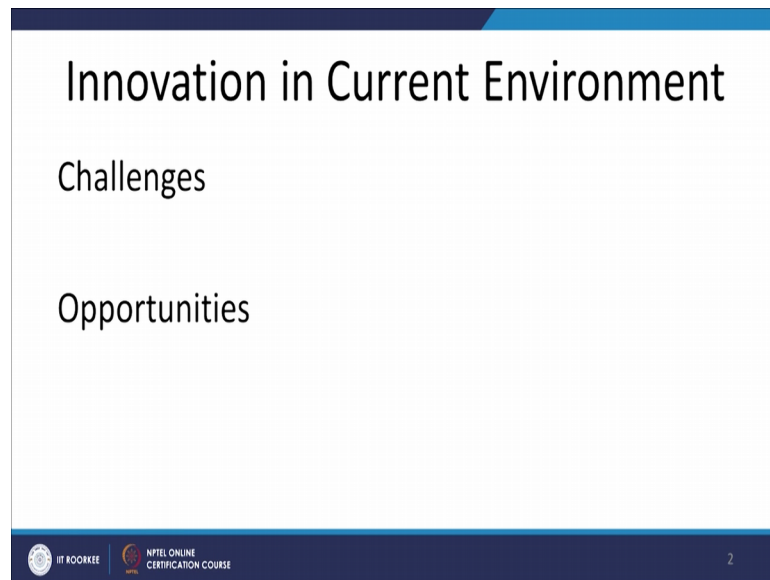 Innovation in Current Environment
Challenges
Opportunities
IIT ROORKEE
NPTEL ONLINE
CERTIFICATION COURSE
2